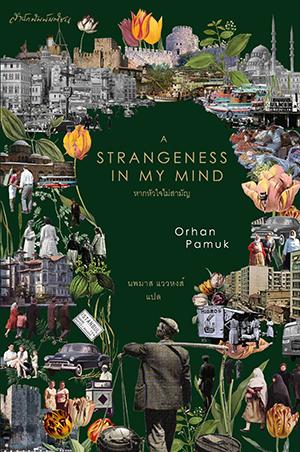 สำนักพิมพ์มติชน
A
STRANGENESS
IN MY MIND
หากหัวใจไม่สามัญ
Orhan
Pamuk
นพมาส แววหงส์
แปล
MIGROS